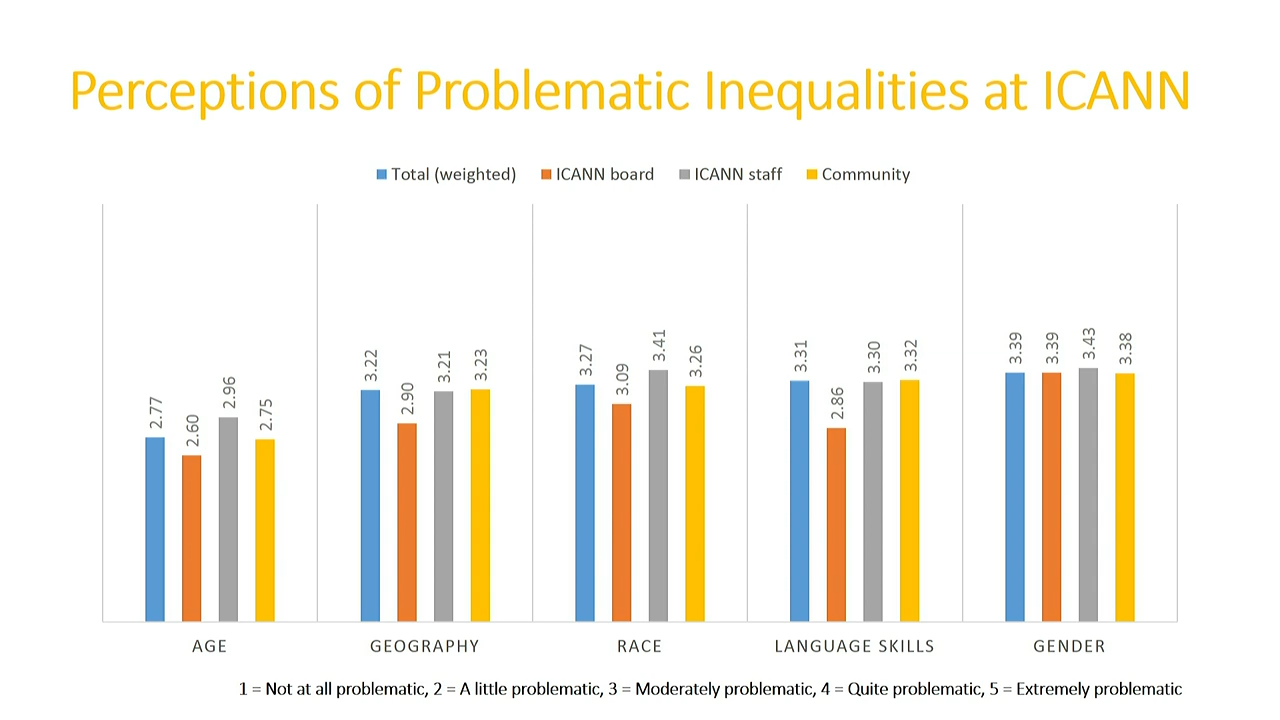 Perceptions of Problematic Inequalities at ICANN
Total (weighted) ICANN board ICANN staff Community
2.77 2.60 2.96 2.75
3.22 2.90 3.21 3.23
3.27 3.09 3.41 3.26
3.31 2.86 3.30 3.32
3.39 3.39 3.43 3.38
AGE GEOGRAPHY RACE LANGUAGE SKILLS GENDER
1 = Not at all problematic, 2 = A little problematic, 3 = Moderately problematic, 4 = Quite problematic, 5 = Extremely problematic